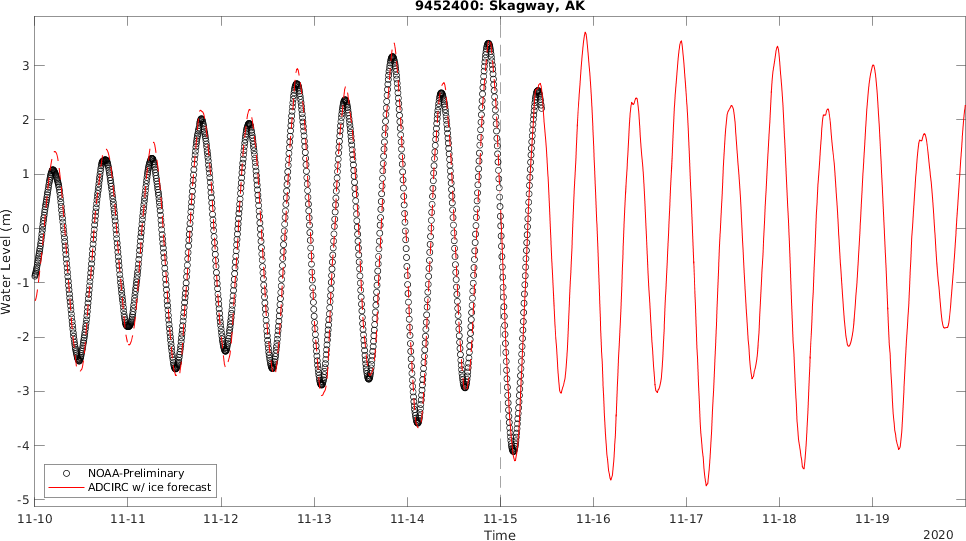 9452400: Skagway, AK
Water Level (m)
3
2
1
0
-1
-2
-3
-4
-5
NOAA-Preliminary
ADCIRC w/ ice forecast
11-10 11-11 11-12 11-13 11-14 11-15 11-16 11-17 11-18 11-19
Time
2020